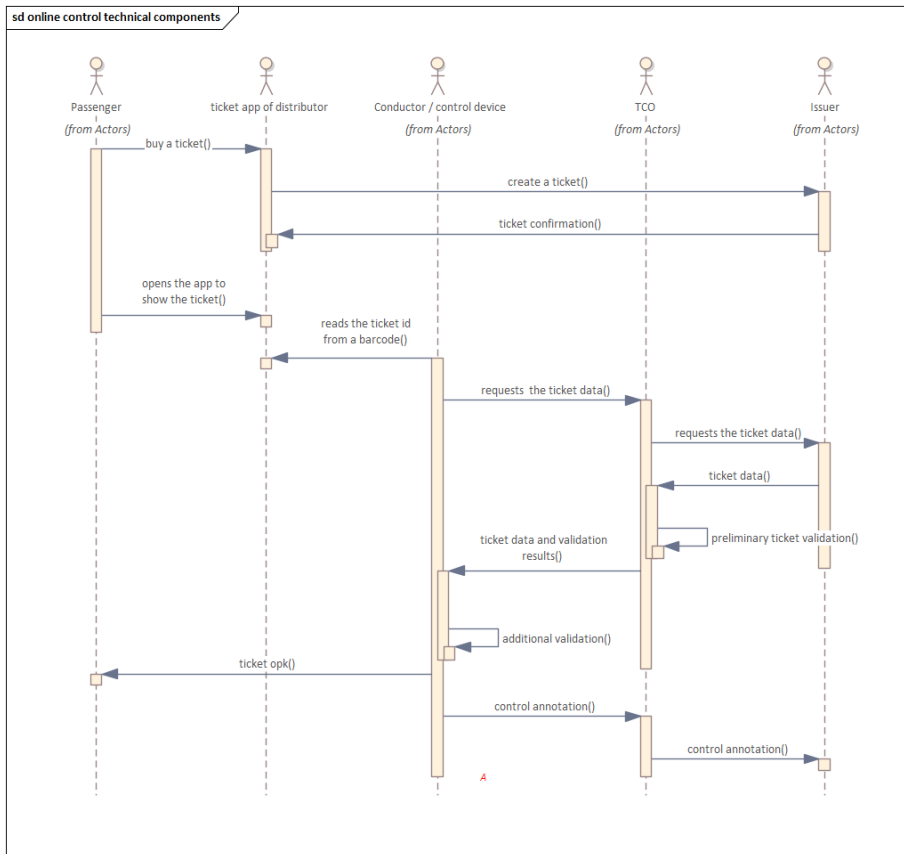 sd online control technical components
Passenger
ticket app of distributor
Conductor / control device
TCO
Issuer
(from Actors)
(from Actors)
(from Actors)
(from Actors)
(from Actors)
buy a ticket()
create a ticket()
ticket confirmation()
opens the app to
show the ticket()
reads the ticket id
from a barcode()
requests the ticket data()
requests the ticket data()
ticket data()
preliminary ticket validation()
ticket data and validation
results()
additional validation()
ticket opk()
control annotation()
control annotation()
A